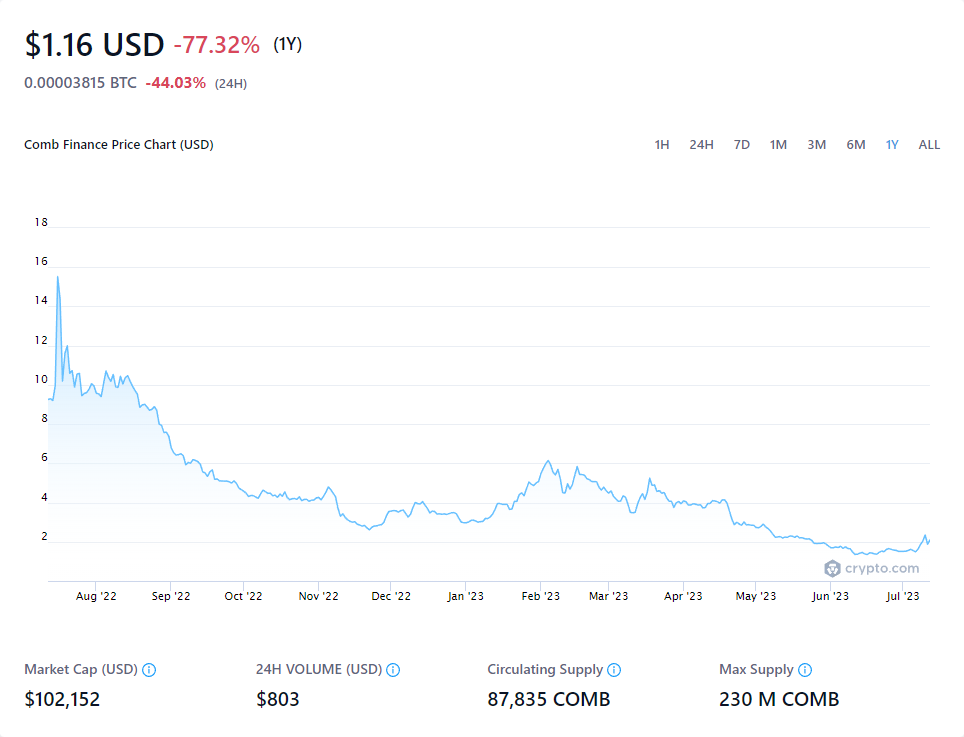 $1.16 USD -77.32% (1Y)
0.00003815 BTC -44.03% (24H)
Comb Finance Price Chart (USD) 1H 24H 7D 1M 3M 6M 1Y ALL
18
16
14
12
10
8
6
4
2
crypto.com
Aug '22 Sep '22 Oct '22 Nov '22 Dec '22 Jan '23 Feb '23 Mar '23 Apr '23 May '23 Jun '23 Jul '23
Market Cap (USD) 24H VOLUME (USD) Circulating Supply Max Supply
$102,152 $803 87,835 COMB 230 M COMB